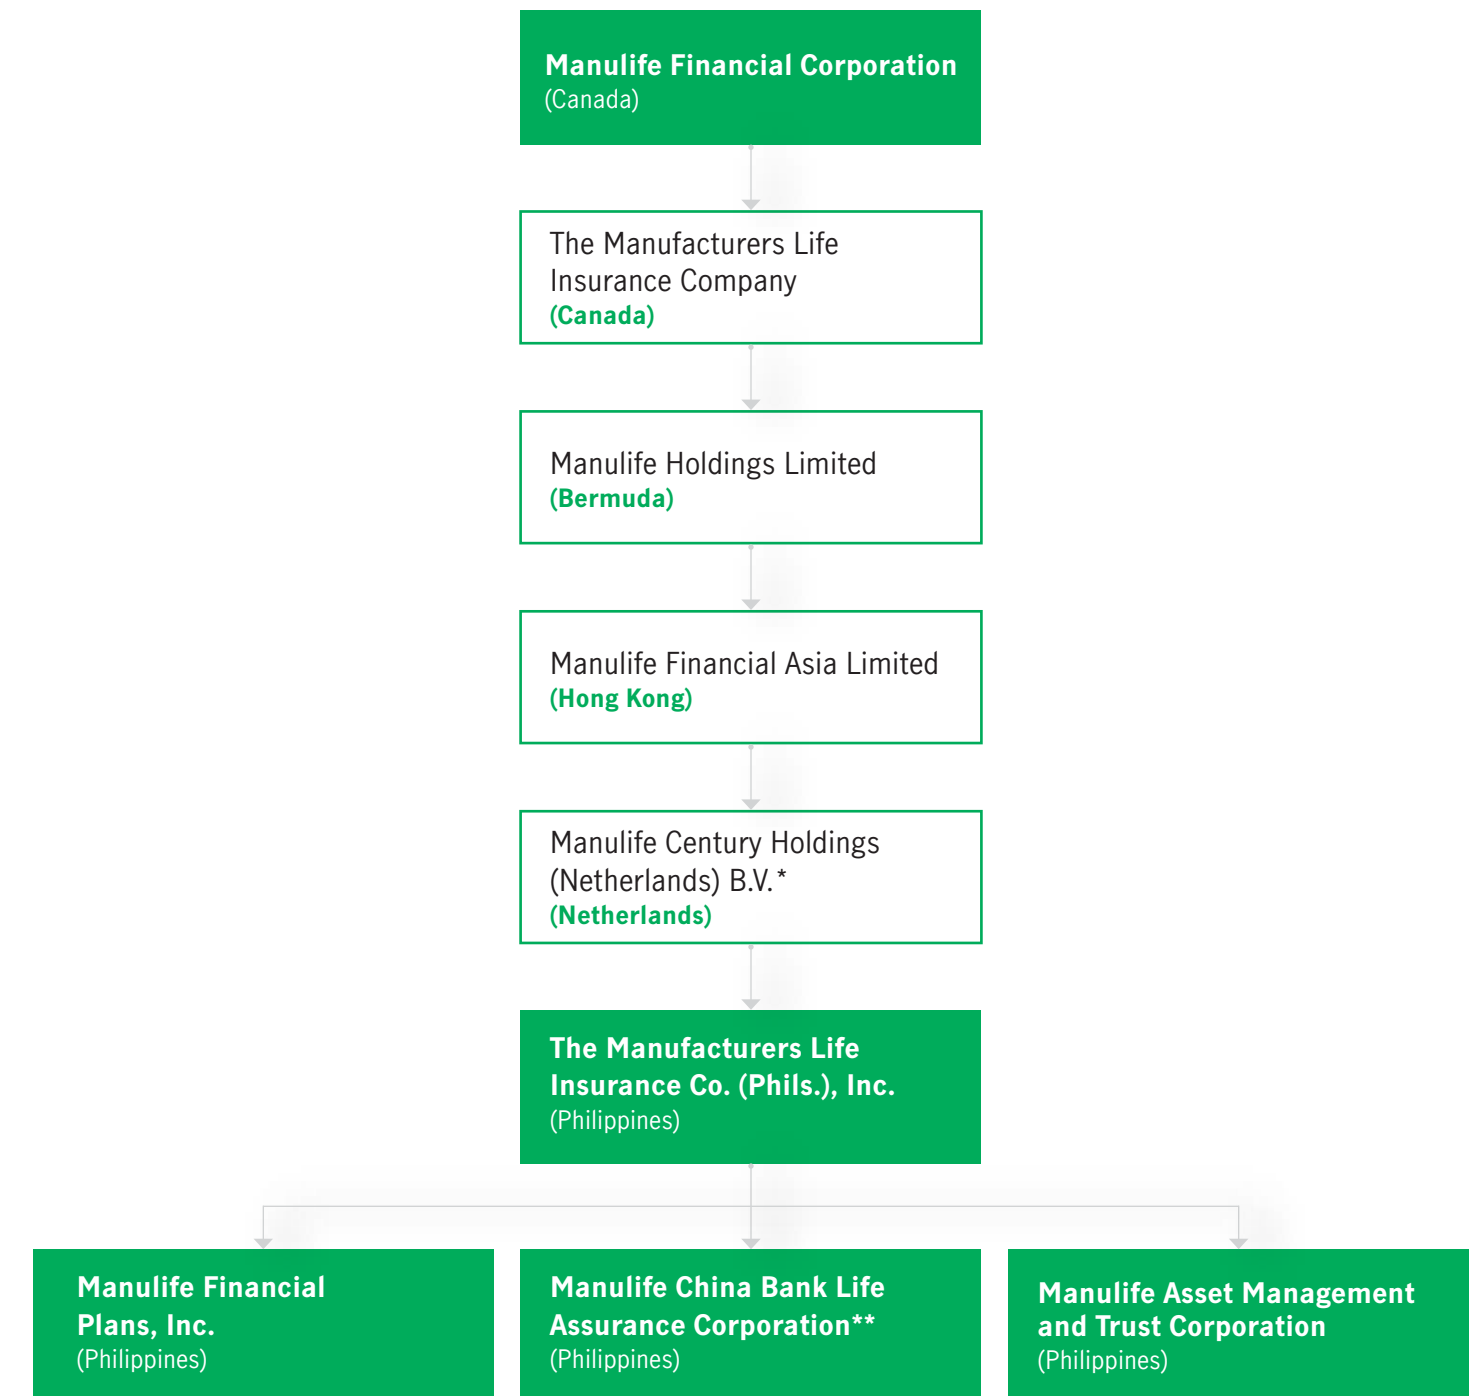 Manulife Financial Corporation
(Canada)
The Manufacturers Life
Insurance Company
(Canada)
Manulife Holdings Limited
(Bermuda)
Manulife Financial Asia Limited
(Hong Kong)
Manulife Century Holdings
(Netherlands) B.V.*
(Netherlands)
The Manufacturers Life
Insurance Co. (Phils.), Inc.
(Philippines)
Manulife Financial
Plans, Inc.
(Philippines)
Manulife China Bank Life
Assurance Corporation**
(Philippines)
Manulife Asset Management
and Trust Corporation
(Philippines)